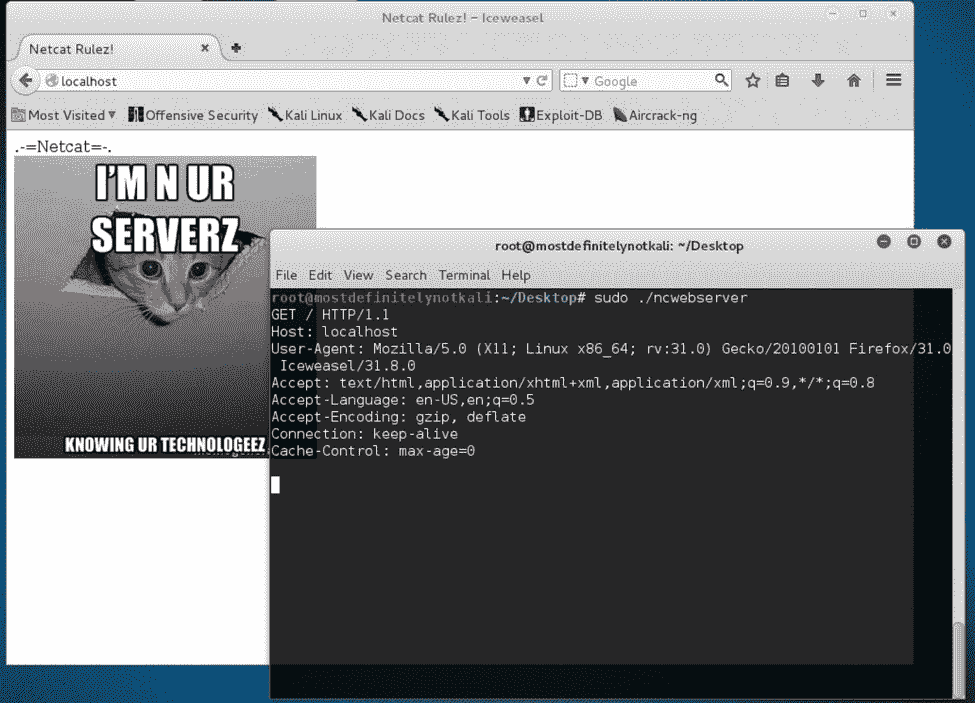 Netcat Rulez! – Iceweasel
Netcat Rulez!
localhost
Google
Most Visited
Offensive Security
Kali Linux
Kali Docs
Kali Tools
Exploit-DB
Aircrack-ng
.-=Netcat=-.
I'M N UR
SERVERZ
KNOWING UR TECHNOLOGEEZ
root@mostdefinitelynotkali: ~/Desktop
File Edit View Search Terminal Help
root@mostdefinitelynotkali:~/Desktop# sudo ./ncwebserver
GET / HTTP/1.1
Host: localhost
User-Agent: Mozilla/5.0 (X11; Linux x86_64; rv:31.0) Gecko/20100101 Firefox/31.0
Iceweasel/31.8.0
Accept: text/html,application/xhtml+xml,application/xml;q=0.9,*/*;q=0.8
Accept-Language: en-US,en;q=0.5
Accept-Encoding: gzip, deflate
Connection: keep-alive
Cache-Control: max-age=0